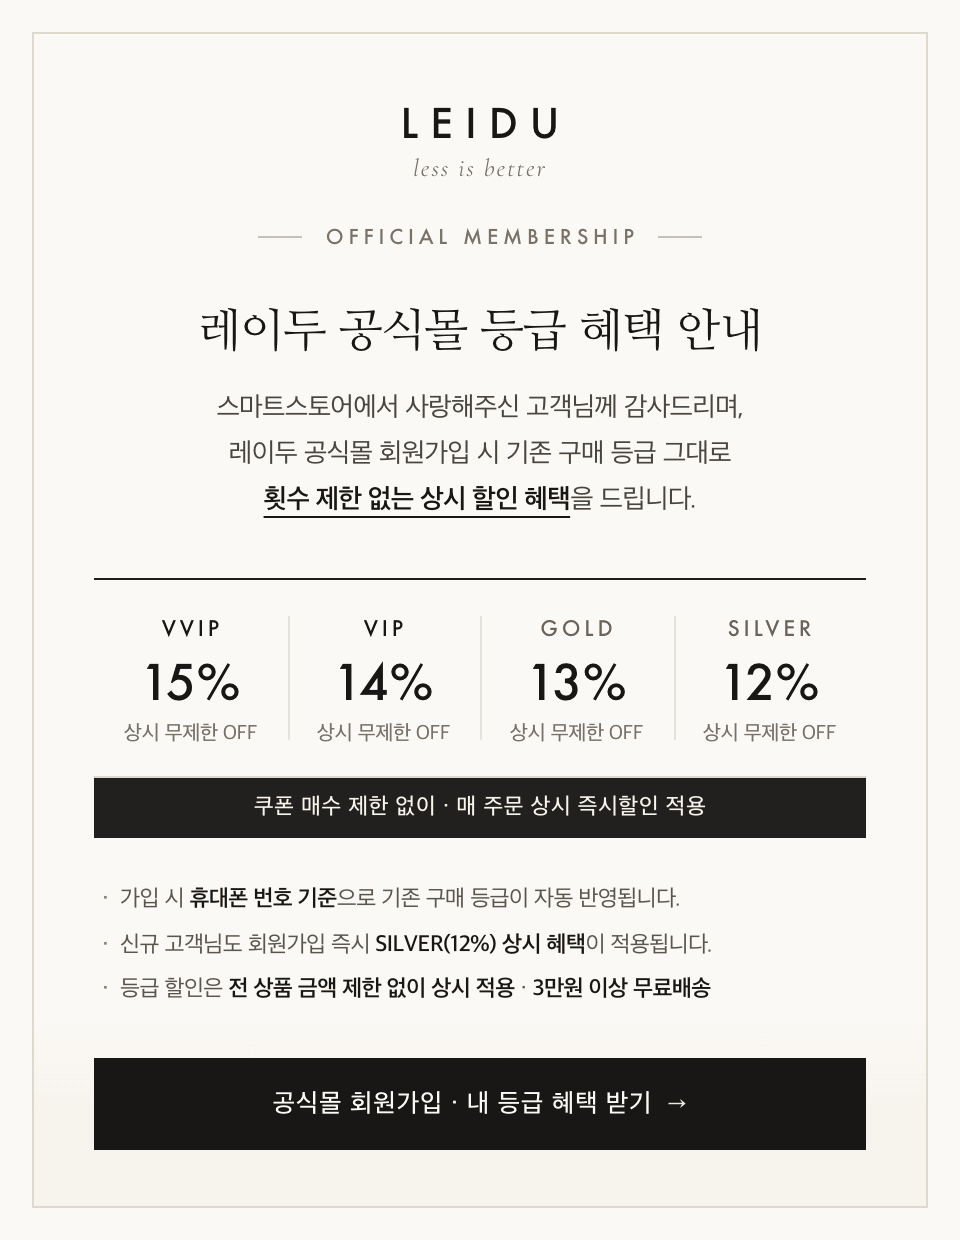 LEIDU
less is better
OFFICIAL MEMBERSHIP
레이두 공식몰 등급 혜택 안내
스마트스토어에서 사랑해주신 고객님께 감사드리며,
레이두 공식몰 회원가입 시 기존 구매 등급 그대로
횟수 제한 없는 상시 할인 혜택을 드립니다.
VVIP
15%
상시 무제한 OFF
VIP
14%
상시 무제한 OFF
GOLD
13%
상시 무제한 OFF
SILVER
12%
상시 무제한 OFF
쿠폰 매수 제한 없이 · 매 주문 상시 즉시할인 적용
· 가입 시 휴대폰 번호 기준으로 기존 구매 등급이 자동 반영됩니다.
· 신규 고객님도 회원가입 즉시 SILVER(12%) 상시 혜택이 적용됩니다.
· 등급 할인은 전 상품 금액 제한 없이 상시 적용 · 3만원 이상 무료배송
공식몰 회원가입 · 내 등급 혜택 받기 →